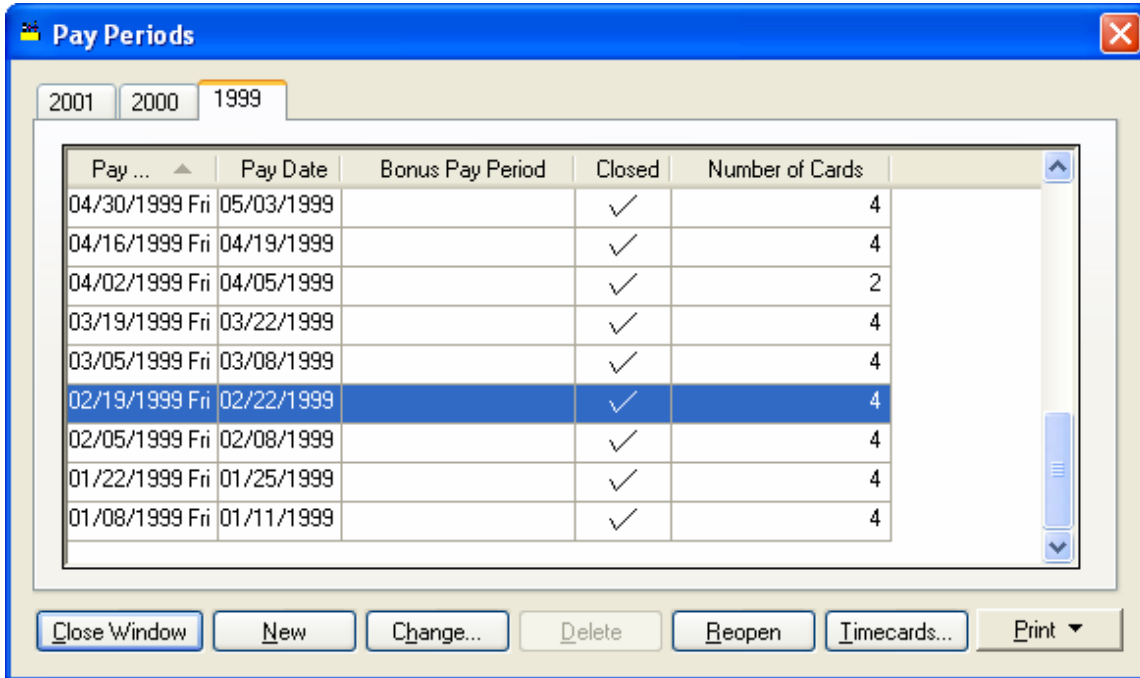 Pay Periods
2001 2000 1999
Pay ... Pay Date Bonus Pay Period Closed Number of Cards
04/30/1999 Fri 05/03/1999 4
04/16/1999 Fri 04/19/1999 4
04/02/1999 Fri 04/05/1999 2
03/19/1999 Fri 03/22/1999 4
03/05/1999 Fri 03/08/1999 4
02/19/1999 Fri 02/22/1999 4
02/05/1999 Fri 02/08/1999 4
01/22/1999 Fri 01/25/1999 4
01/08/1999 Fri 01/11/1999 4
Close Window New Change... Delete Reopen Timecards... Print